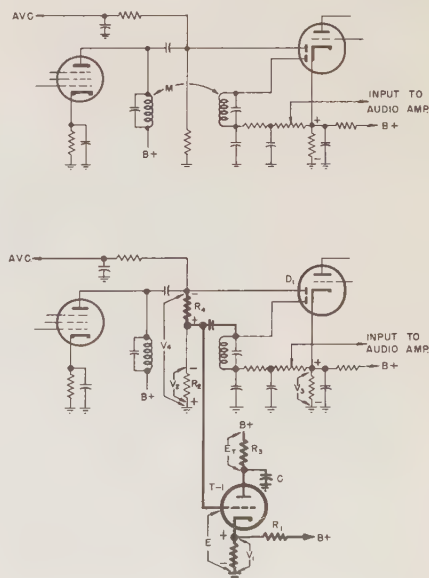 AVC
M
INPUT TO
AUDIO AMP.
+
B+
B+
-
AVC
D1
-
R4
+
V4
INPUT TO
AUDIO AMP.
-
V2
R2
+
B+
+
B+
V3
-
B+
ET
R3
C
T-1
R1
E
+
B+
V1
-